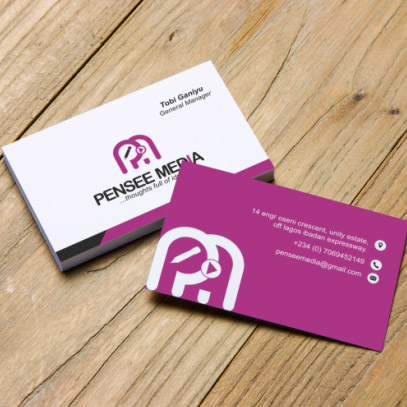 Tobi Ganiyu
General Manager
PENSEE MEDIA
...thoughts full of
14 engr oseni crescent, unity estate,
off lagos ibadan expressway.
+234 (0) 7069452149
penseemedia@gmail.com